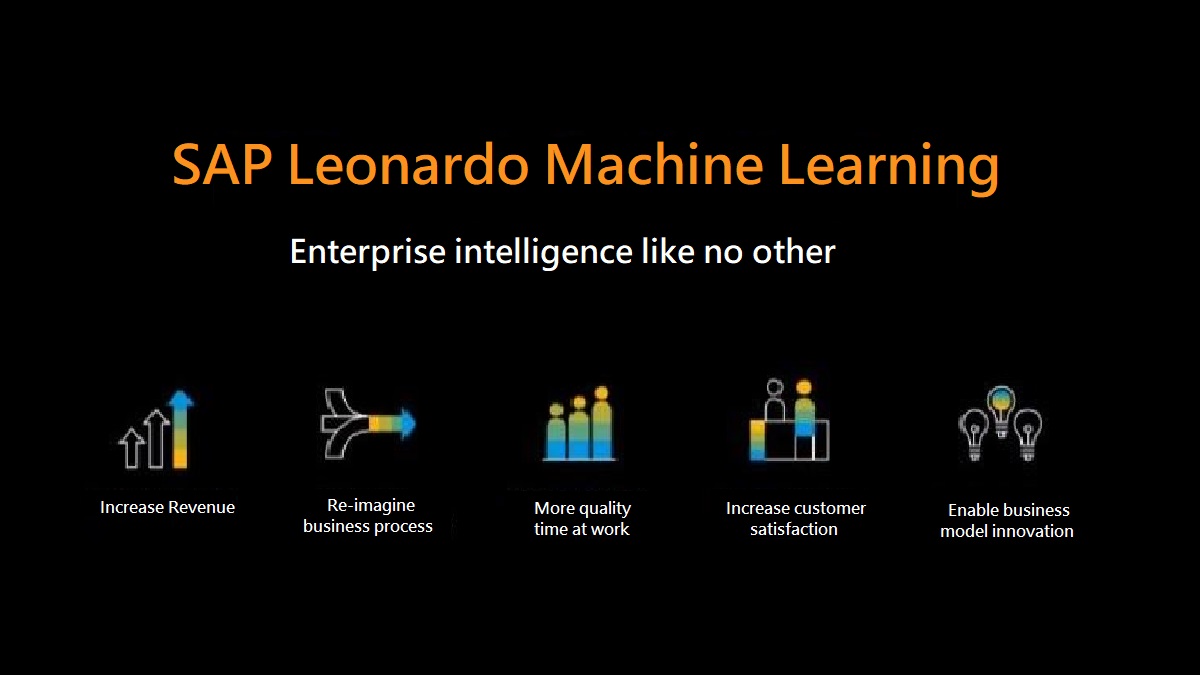 SAP Leonardo Machine Learning
Enterprise intelligence like no other
Increase Revenue
Re-imagine
business process
More quality
time at work
Increase customer
satisfaction
Enable business
model innovation